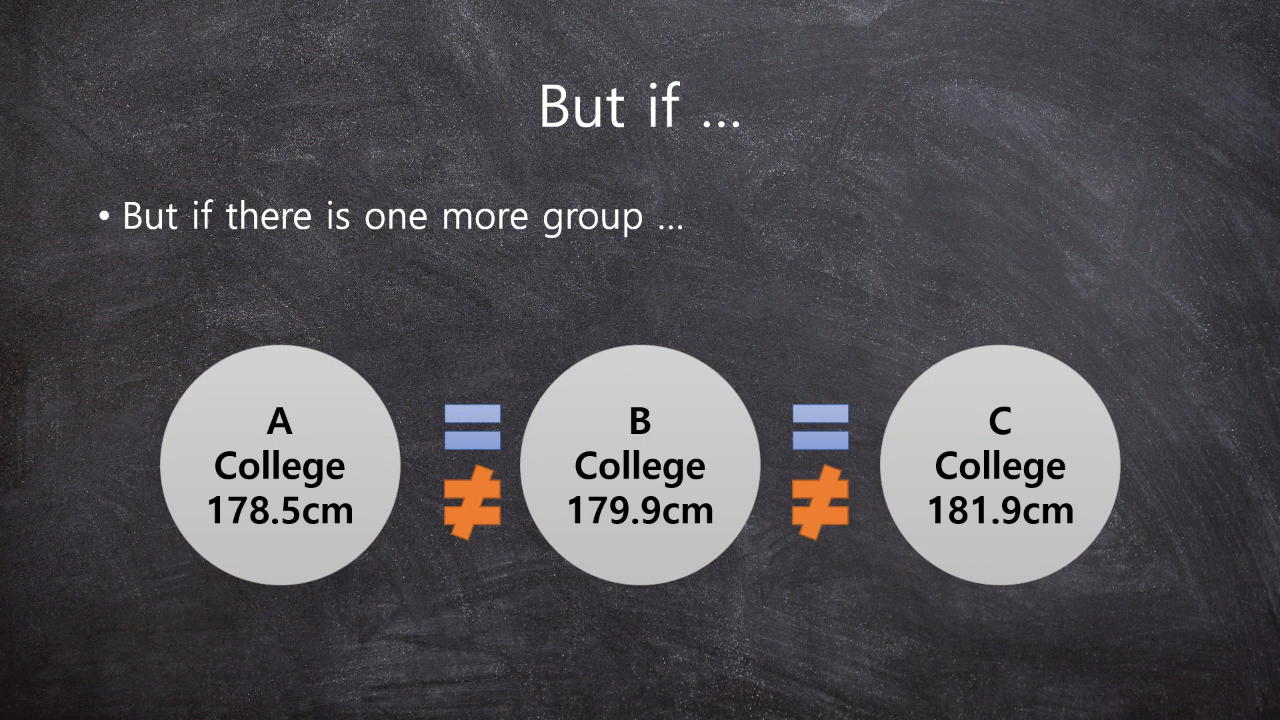 But if ...
• But if there is one more group ...
A
College
178.5cm
=
≠
B
College
179.9cm
=
≠
C
College
181.9cm